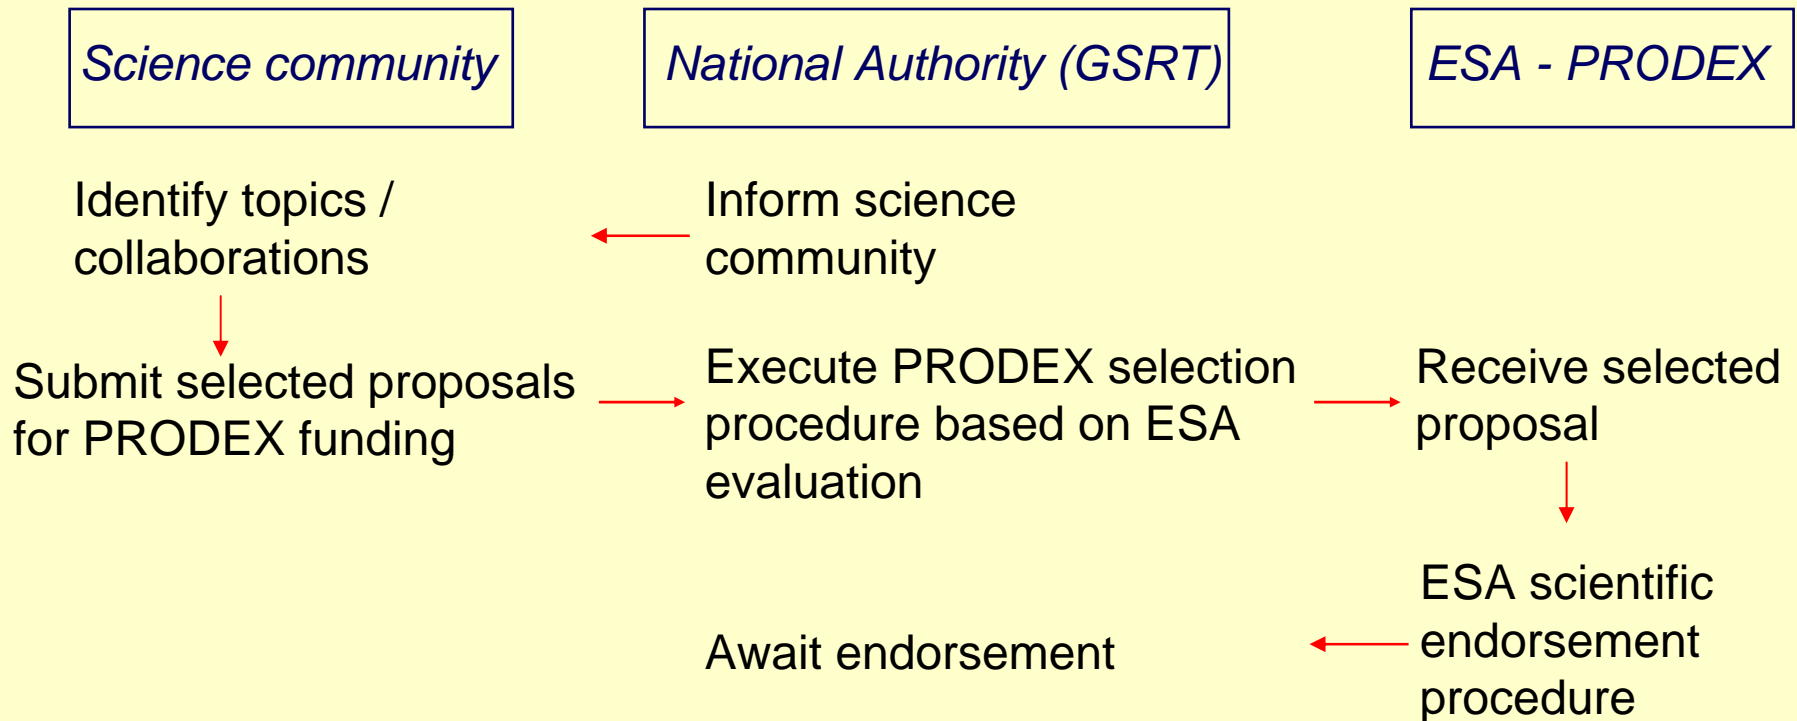 Science community
National Authority (GSRT)
ESA - PRODEX
Identify topics /
collaborations
Inform science
community
Submit selected proposals
for PRODEX funding
Execute PRODEX selection
procedure based on ESA
evaluation
Receive selected
proposal
Await endorsement
ESA scientific
endorsement
procedure